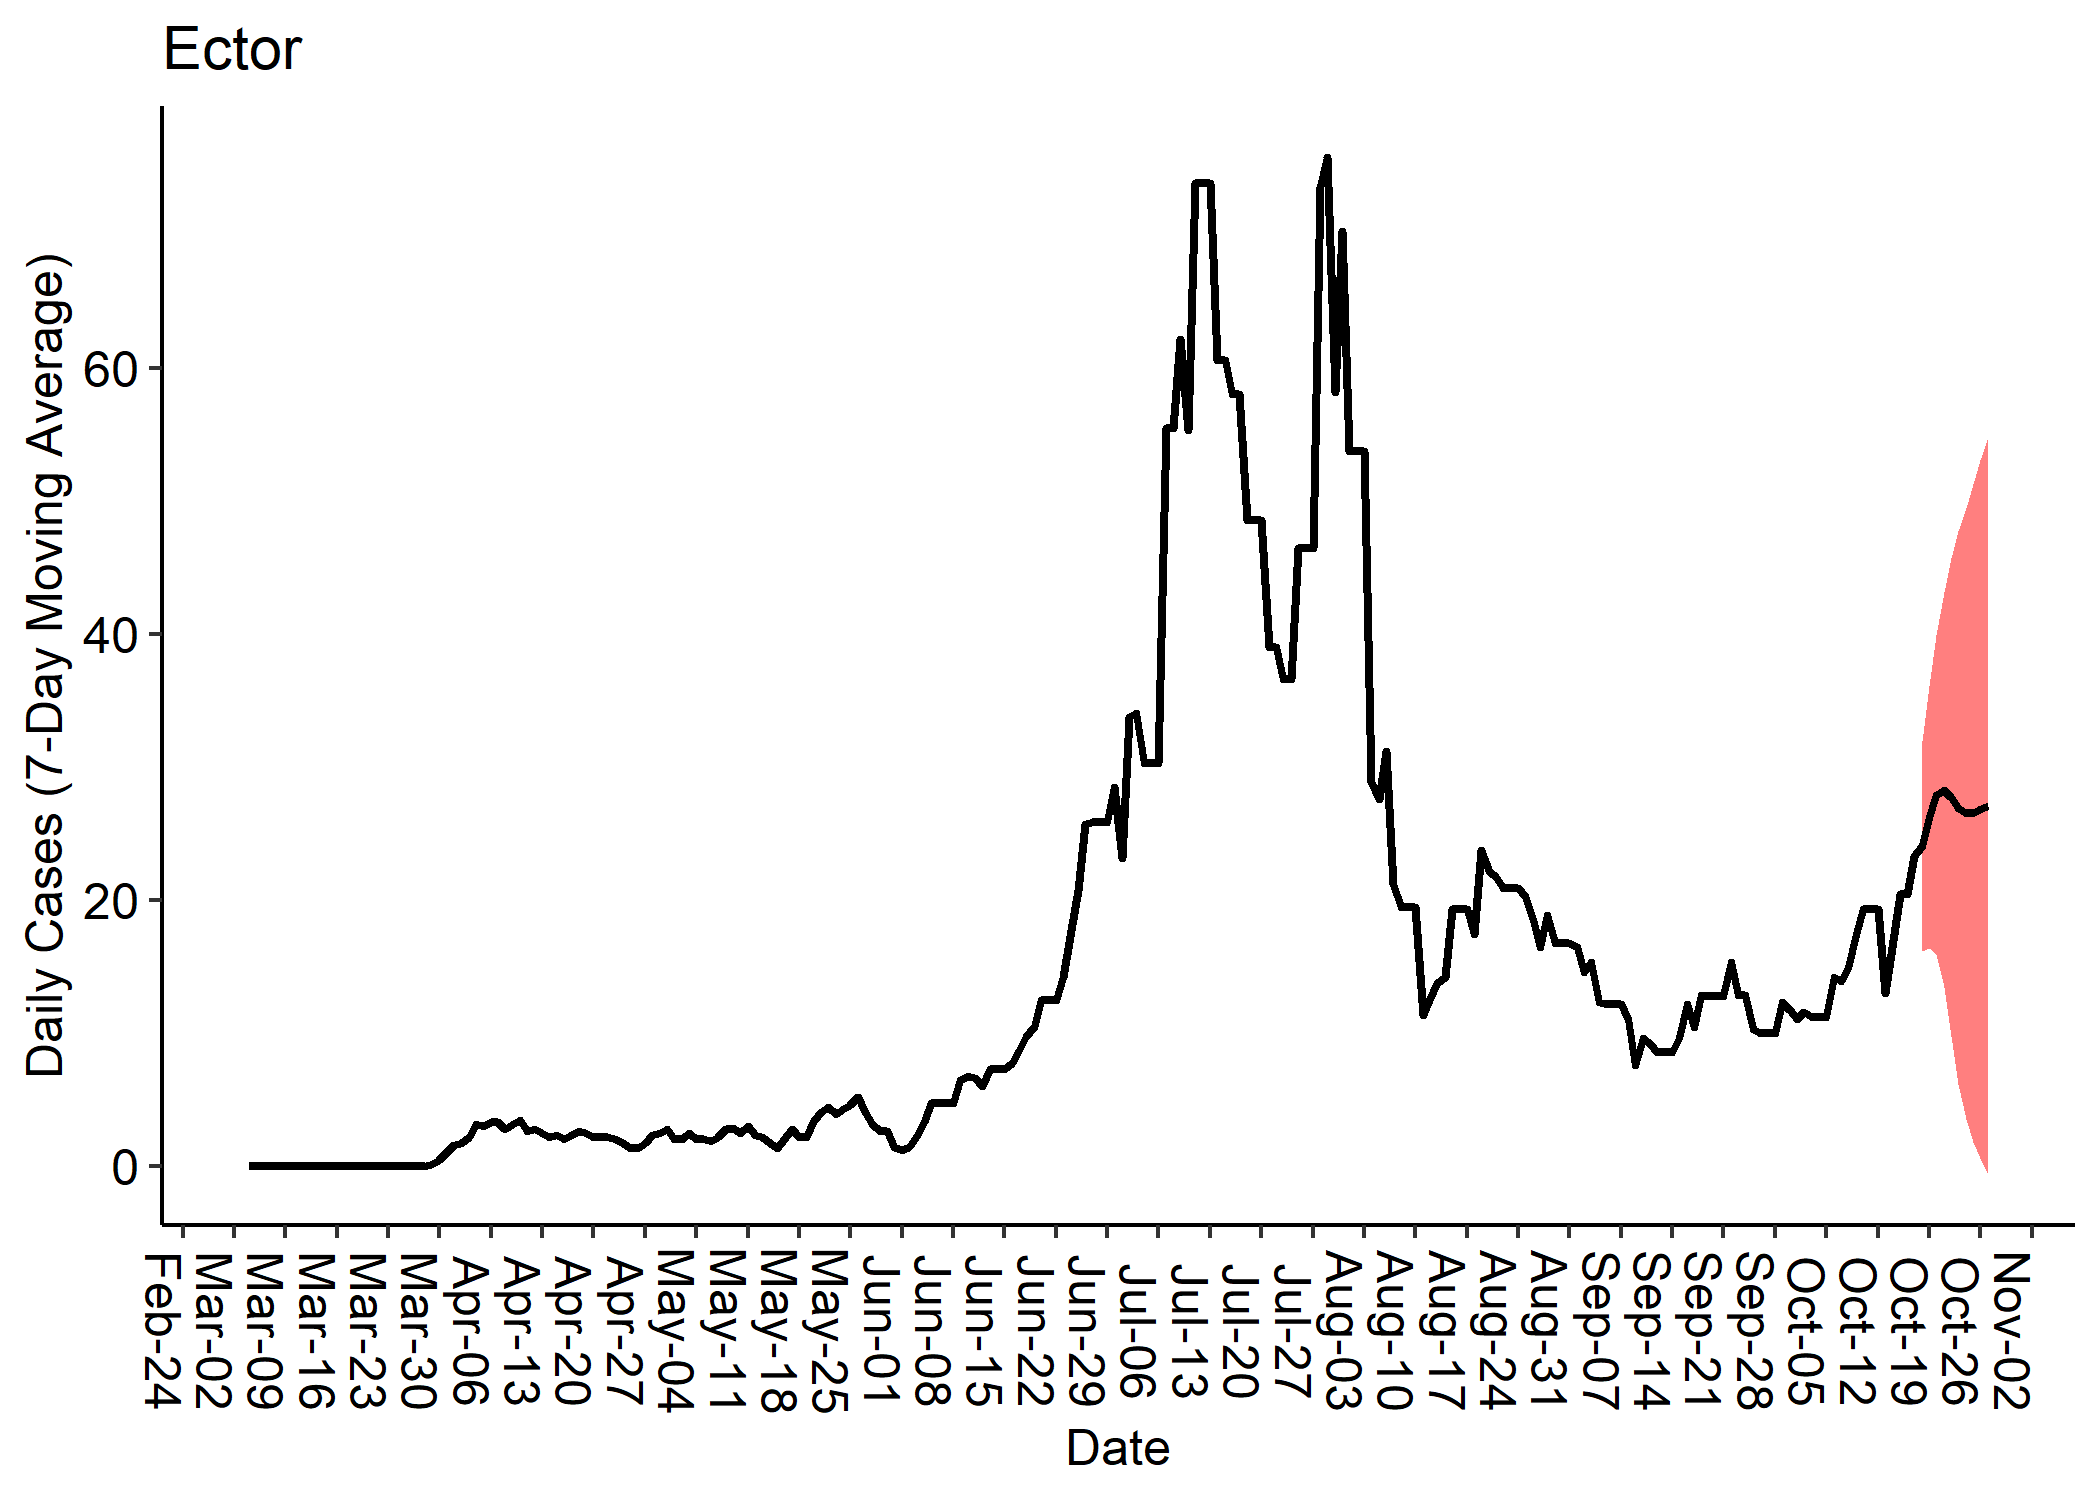 Ector
Daily Cases (7-Day Moving Average)
60
40
20
0
Feb-24
Mar-02
Mar-09
Mar-16
Mar-23
Mar-30
Apr-06
Apr-13
Apr-20
Apr-27
May-04
May-11
May-18
May-25
Jun-01
Jun-08
Jun-15
Jun-22
Jun-29
Jul-06
Jul-13
Jul-20
Jul-27
Aug-03
Aug-10
Aug-17
Aug-24
Aug-31
Sep-07
Sep-14
Sep-21
Sep-28
Oct-05
Oct-12
Oct-19
Oct-26
Nov-02
Date